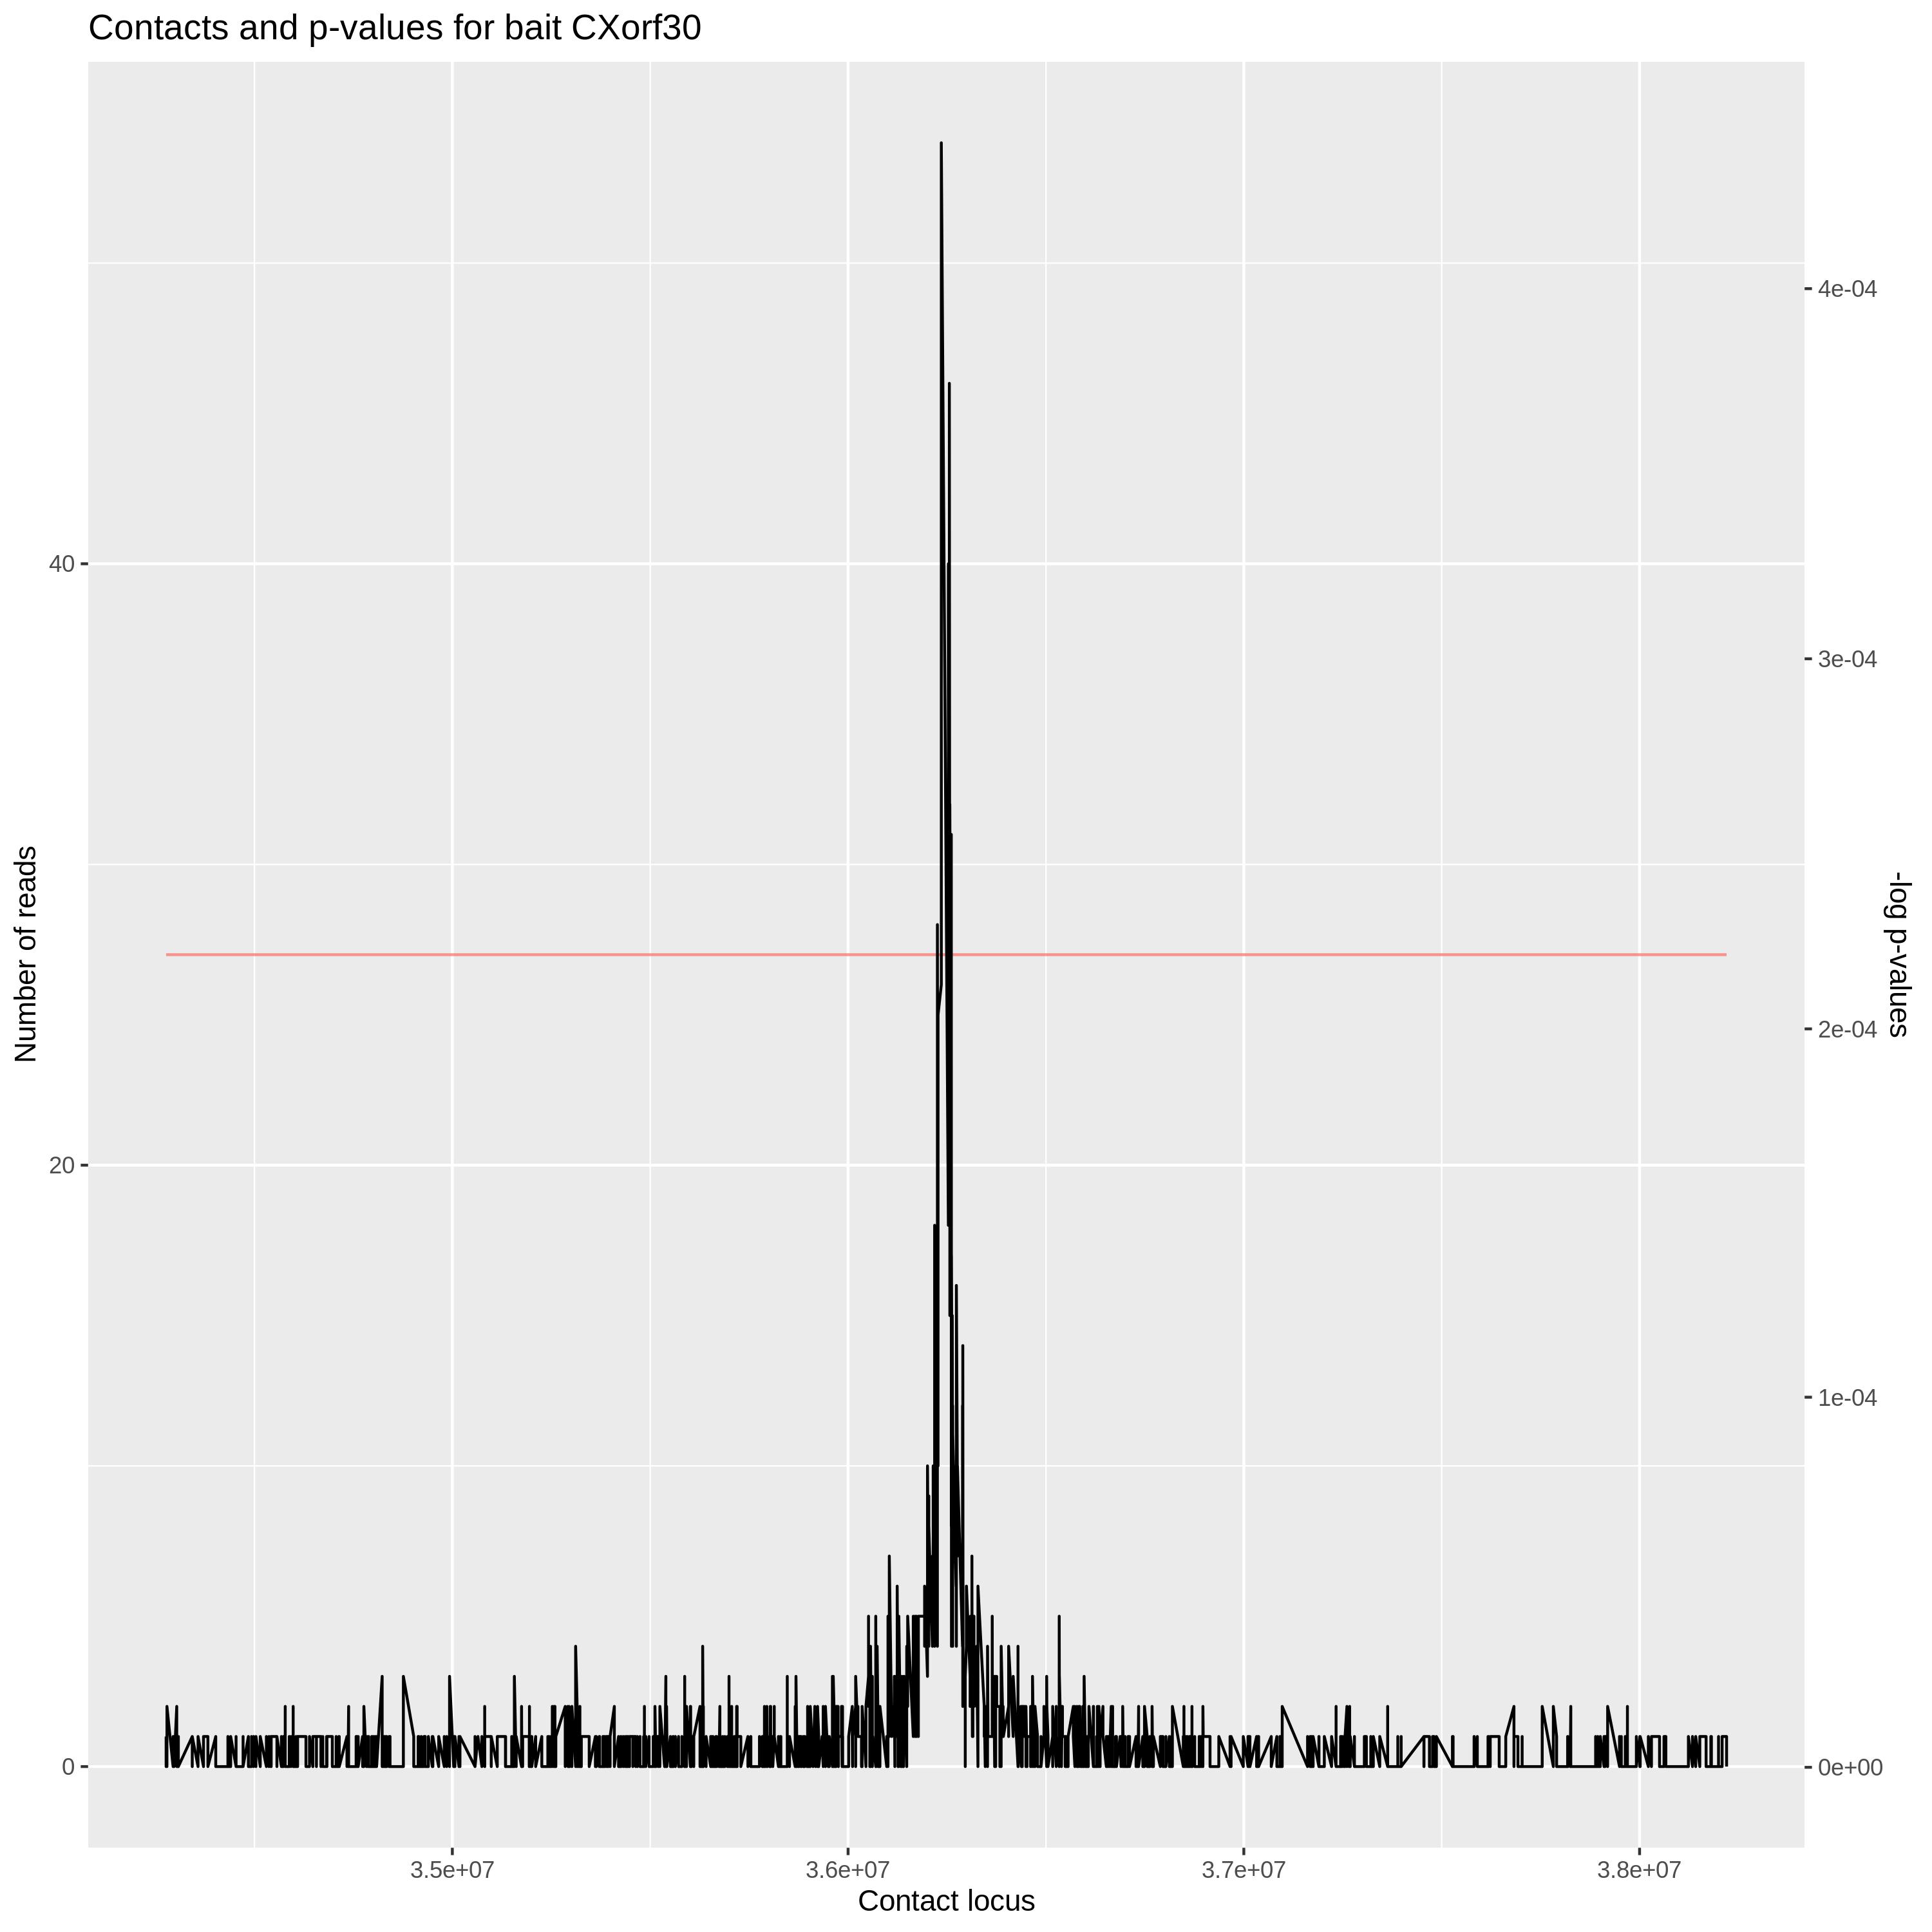 Contacts and p-values for bait CXorf30
Number of reads
40
20
0
4e-04
3e-04
2e-04
1e-04
0e+00
-log p-values
3.5e+07
3.6e+07
3.7e+07
3.8e+07
Contact locus